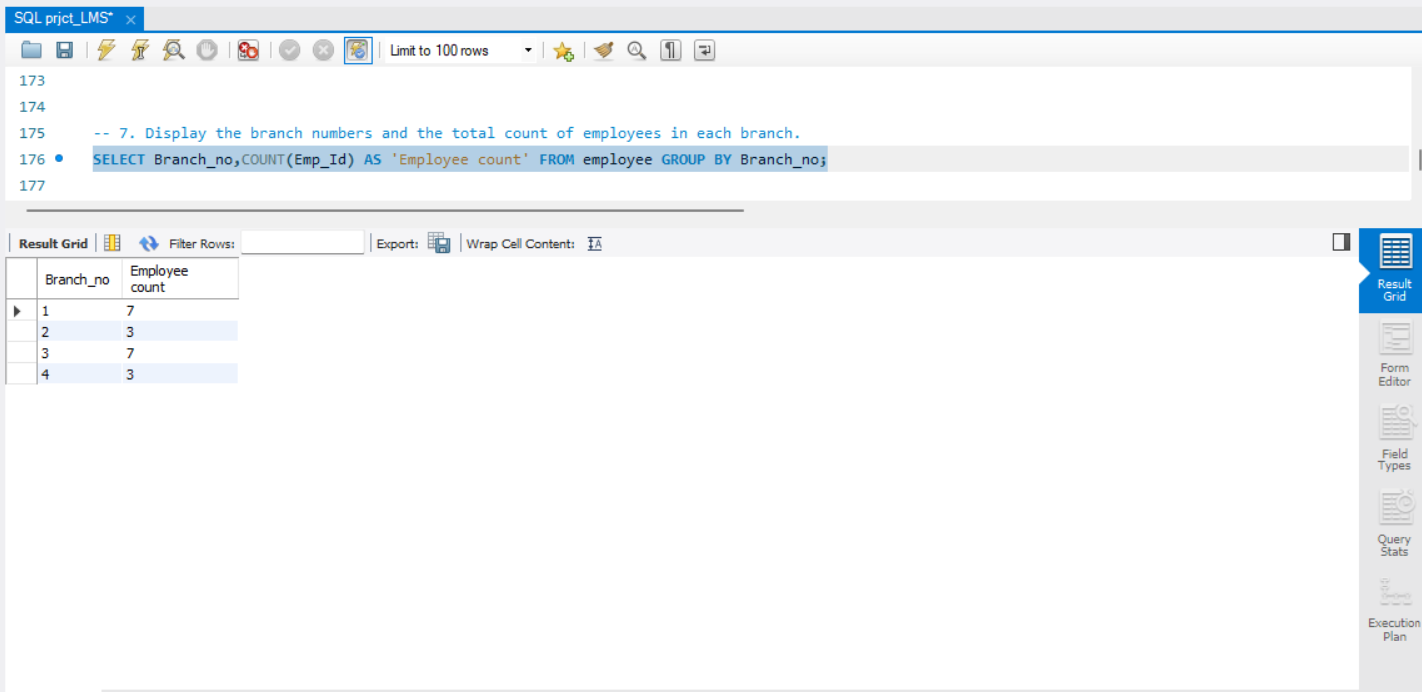 SQL prjct_LMS*
Limit to 100 rows
173
174
175 -- 7. Display the branch numbers and the total count of employees in each branch.
176 SELECT Branch_no,COUNT(Emp_Id) AS 'Employee count' FROM employee GROUP BY Branch_no;
177
Result Grid Filter Rows: Export: Wrap Cell Content: IA
Branch_no Employee
count
1 7
2 3
3 7
4 3
Result
Grid
Form
Editor
Field
Types
Query
Stats
Execution
Plan